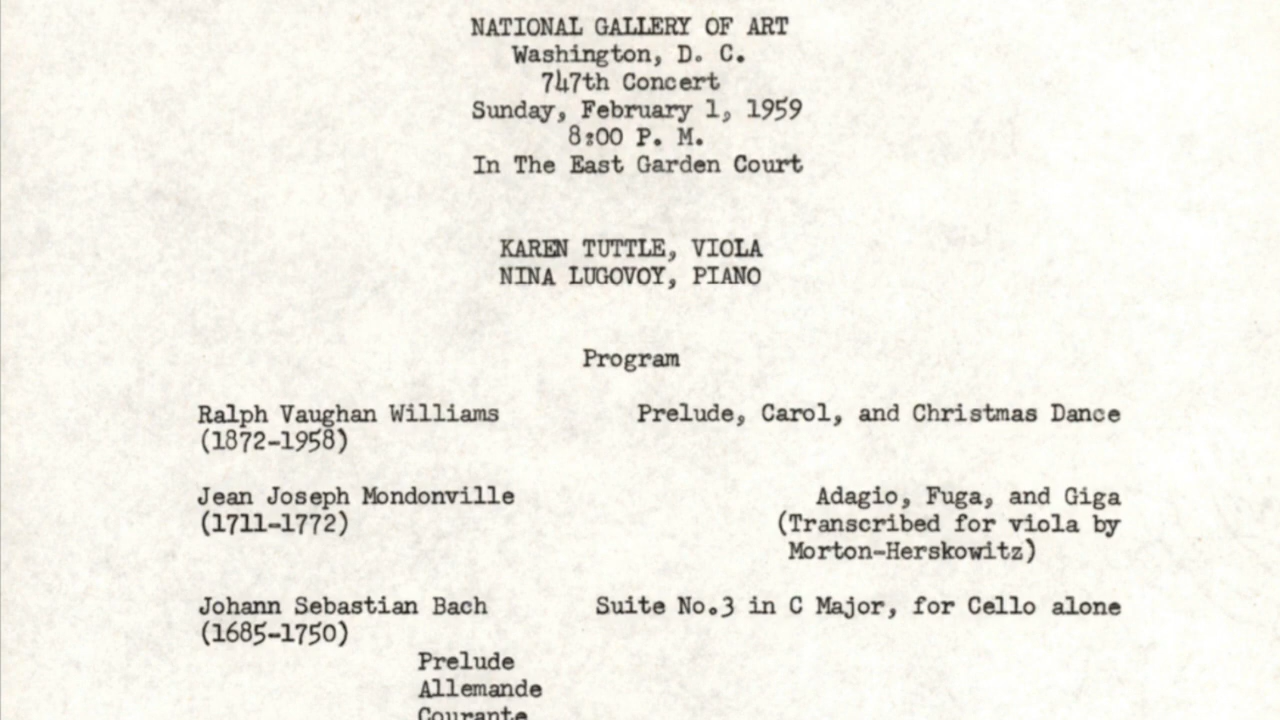 NATIONAL GALLERY OF ART
Washington, D. C.
747th Concert
Sunday, February 1, 1959
8:00 P. M.
In The East Garden Court
KAREN TUTTLE, VIOLA
NINA LUGOVOY, PIANO
Program
Ralph Vaughan Williams Prelude, Carol, and Christmas Dance
(1872-1958)
Jean Joseph Mondonville Adagio, Fuga, and Giga
(1711-1772) (Transcribed for viola by
Morton-Herskowitz)
Johann Sebastian Bach Suite No.3 in C Major, for Cello alone
(1685-1750)
Prelude
Allemande
Courante